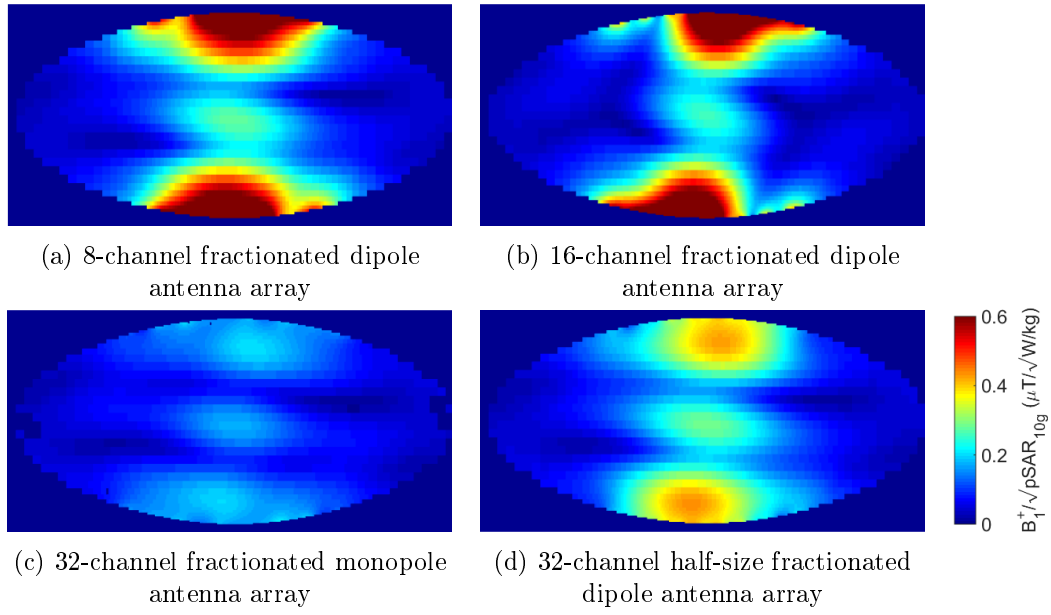 (a) 8-channel fractionated dipole
antenna array
(b) 16-channel fractionated dipole
antenna array
0.6
0.4
0.2
0
B₁⁺/√pSAR₁₀g (μT/√W/kg)
(c) 32-channel fractionated monopole
antenna array
(d) 32-channel half-size fractionated
dipole antenna array